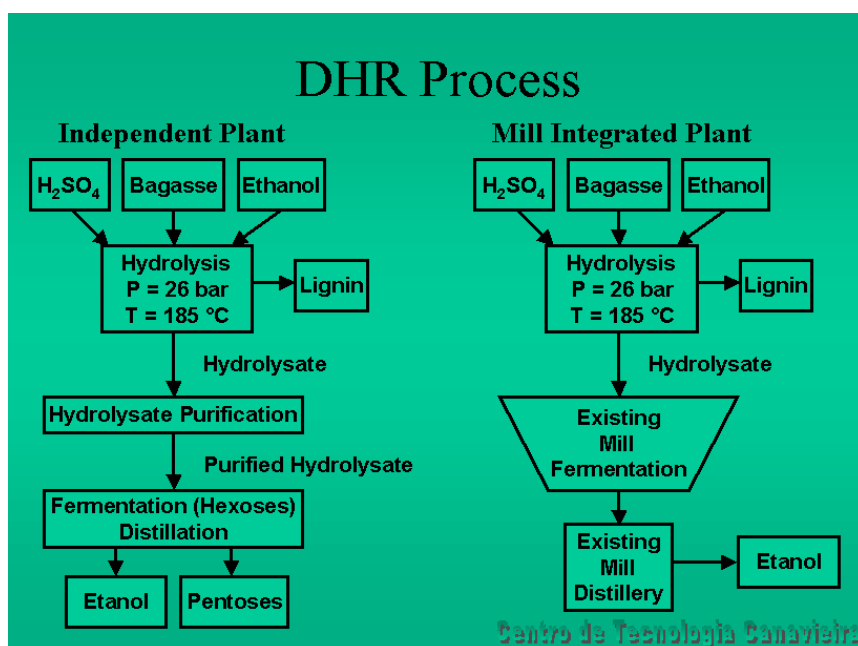 DHR Process
Independent Plant
H₂SO₄
Bagasse
Ethanol
Hydrolysis
P = 26 bar
T = 185 °C
Lignin
Hydrolysate
Hydrolysate Purification
Purified Hydrolysate
Fermentation (Hexoses)
Distillation
Etanol
Pentoses
Mill Integrated Plant
H₂SO₄
Bagasse
Ethanol
Hydrolysis
P = 26 bar
T = 185 °C
Lignin
Hydrolysate
Existing
Mill
Fermentation
Existing
Mill
Distillery
Etanol
Centro de Tecnologia Canavieira